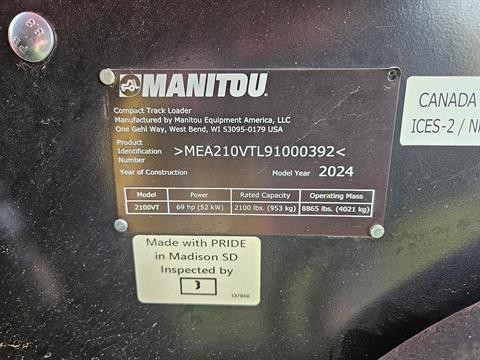 8.8
MANITOU
Compact Track Loader
Manufactured by Manitou Equipment America, LLC
One Gehl Way, West Bend, WI 53095-0179 USA
Product
Identification >MEA210VTL91000392<
Number
Year of Construction Model Year 2024
Model Power Rated Capacity Operating Mass
2100VT 69 hp (52 kW) 2100 lbs. (953 kg) 8865 lbs. (4021 kg)
CANADA
ICES-2 /
Made with PRIDE
in Madison SD
Inspected by
3